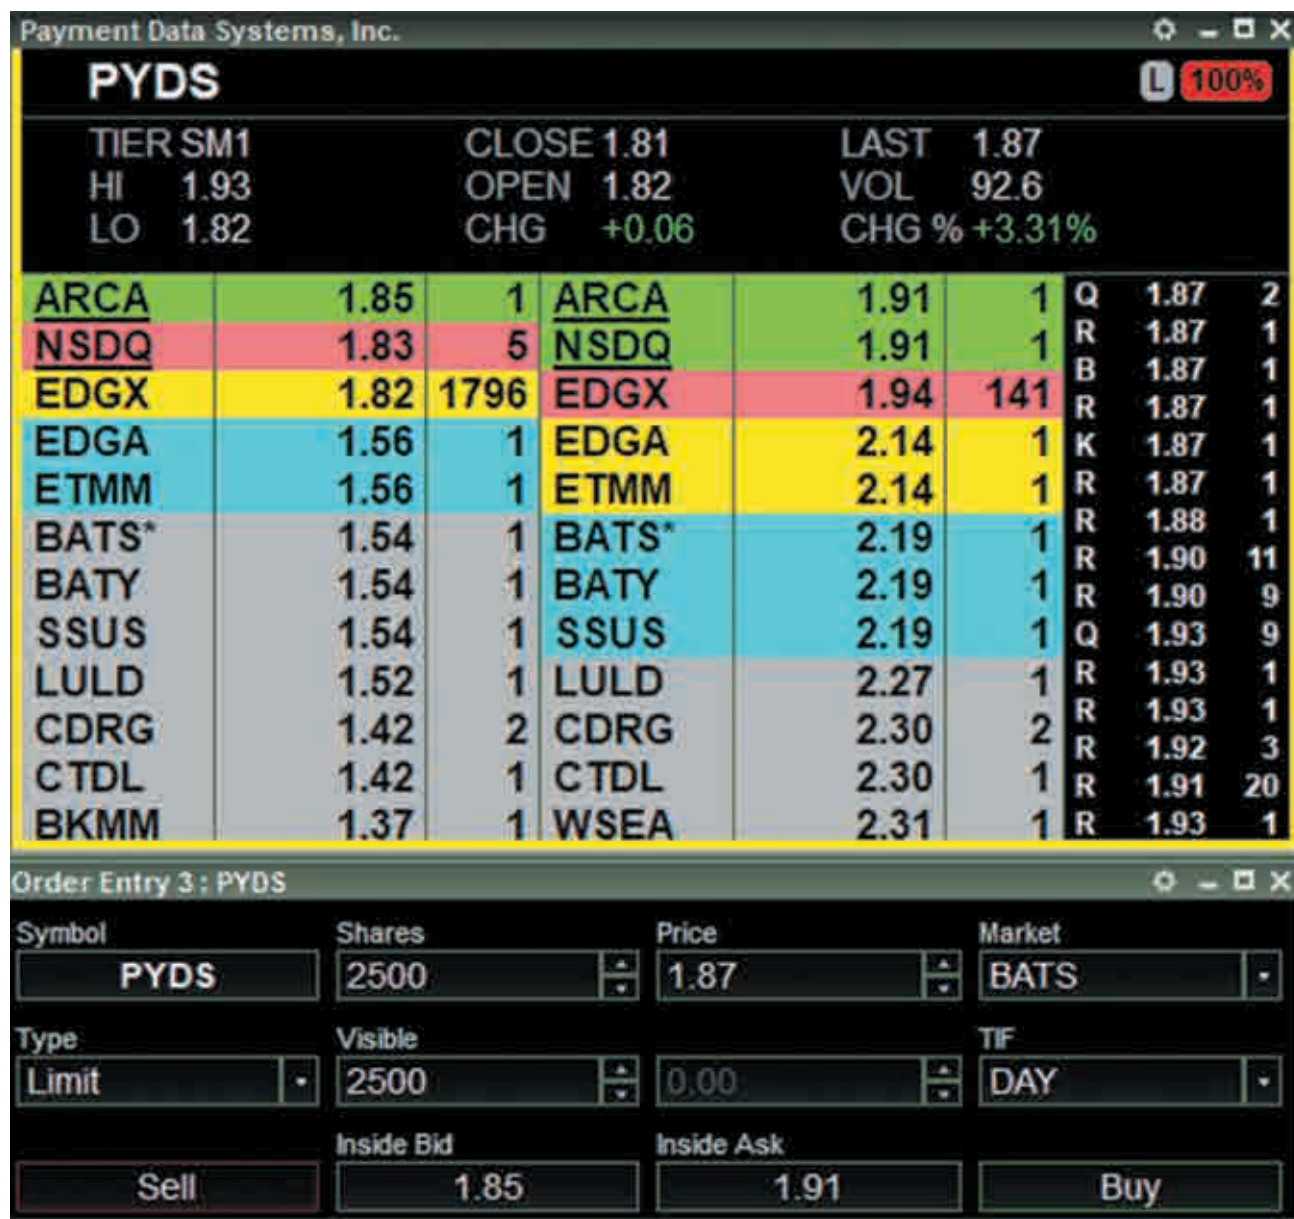 Payment Data Systems, Inc.
PYDS L 100%
TIER SM1 CLOSE 1.81 LAST 1.87
HI 1.93 OPEN 1.82 VOL 92.6
LO 1.82 CHG +0.06 CHG % +3.31%
ARCA 1.85 1 ARCA 1.91 1
NSDQ 1.83 5 NSDQ 1.91 1
EDGX 1.82 1796 EDGX 1.94 141
EDGA 1.56 1 EDGA 2.14 1
ETMM 1.56 1 ETMM 2.14 1
BATS* 1.54 1 BATS* 2.19 1
BATY 1.54 1 BATY 2.19 1
SSUS 1.54 1 SSUS 2.19 1
LULD 1.52 1 LULD 2.27 1
CDRG 1.42 2 CDRG 2.30 2
CTDL 1.42 1 CTDL 2.30 1
BKMM 1.37 1 WSEA 2.31 1
Q 1.87 2
R 1.87 1
B 1.87 1
R 1.87 1
K 1.87 1
R 1.87 1
R 1.88 1
R 1.90 11
R 1.90 9
Q 1.93 9
R 1.93 1
R 1.93 1
R 1.92 3
R 1.91 20
R 1.93 1
Order Entry 3 : PYDS
Symbol Shares Price Market
PYDS 2500 1.87 BATS
Type Visible TIF
Limit 2500 0.00 DAY
Inside Bid Inside Ask
Sell 1.85 1.91 Buy